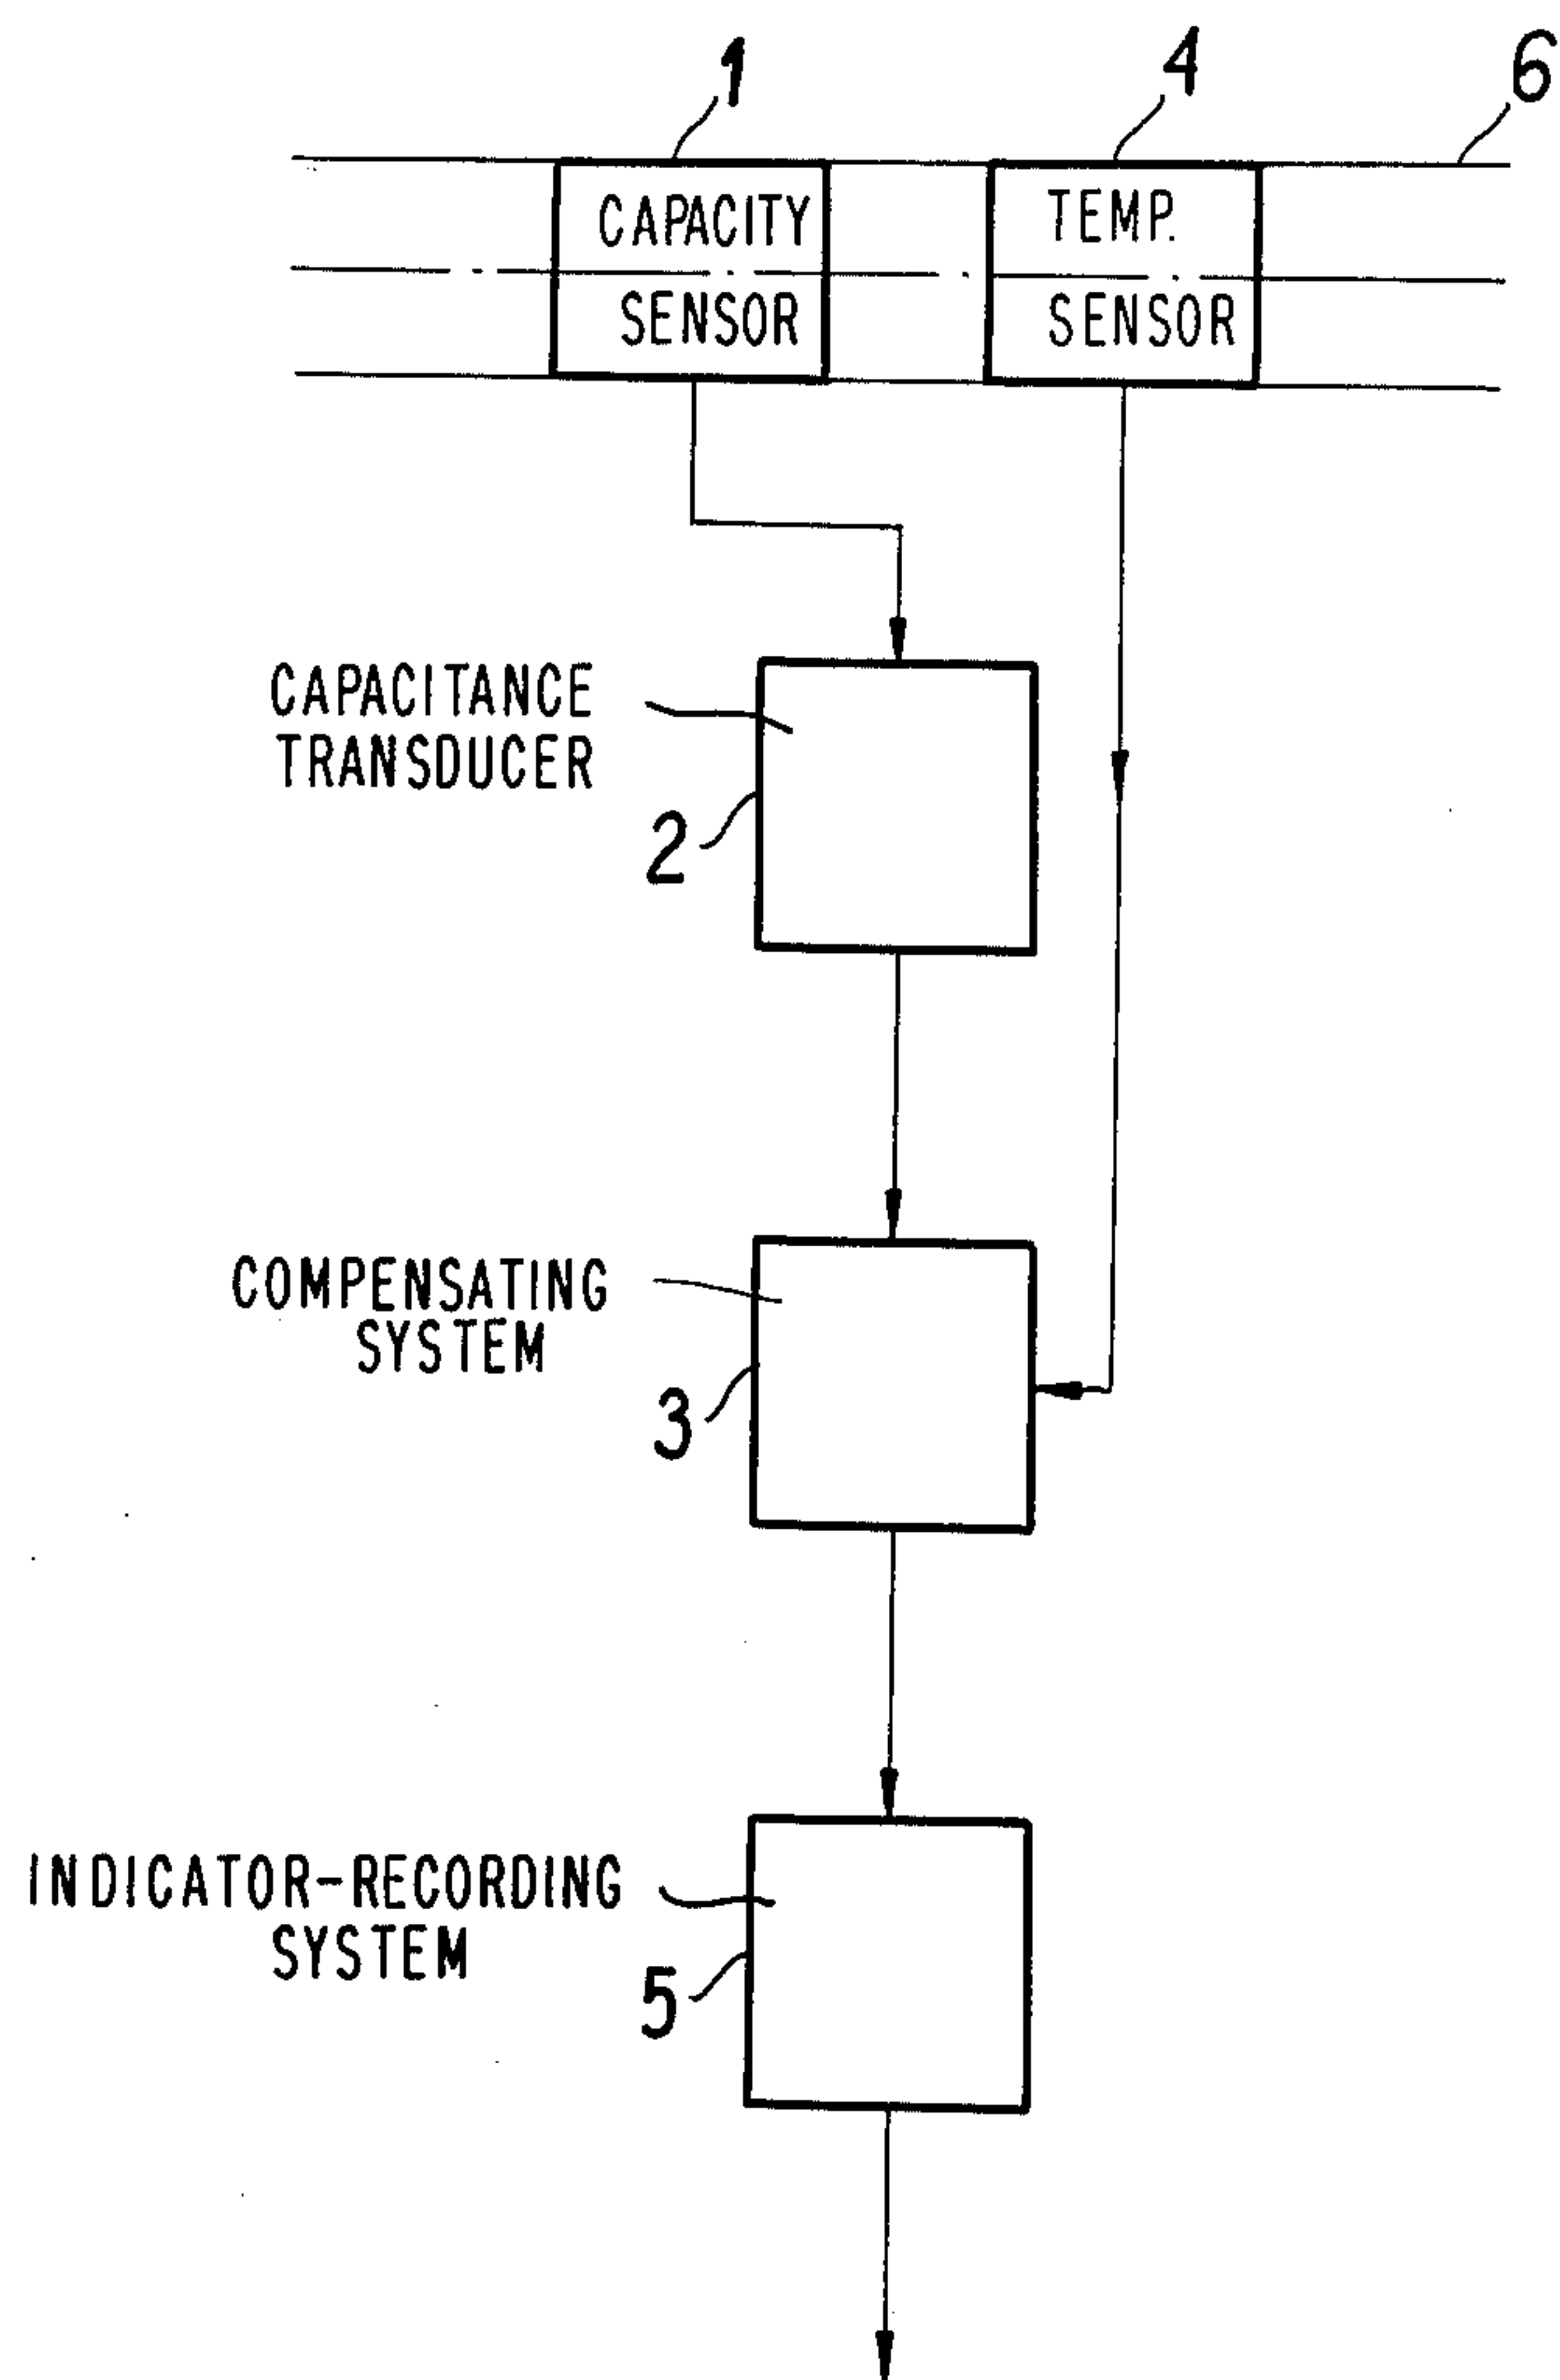 1
4
6
CAPACITY
SENSOR
TEMP.
SENSOR
CAPACITANCE
TRANSDUCER
2
COMPENSATING
SYSTEM
3
INDICATOR-RECORDING
SYSTEM
5